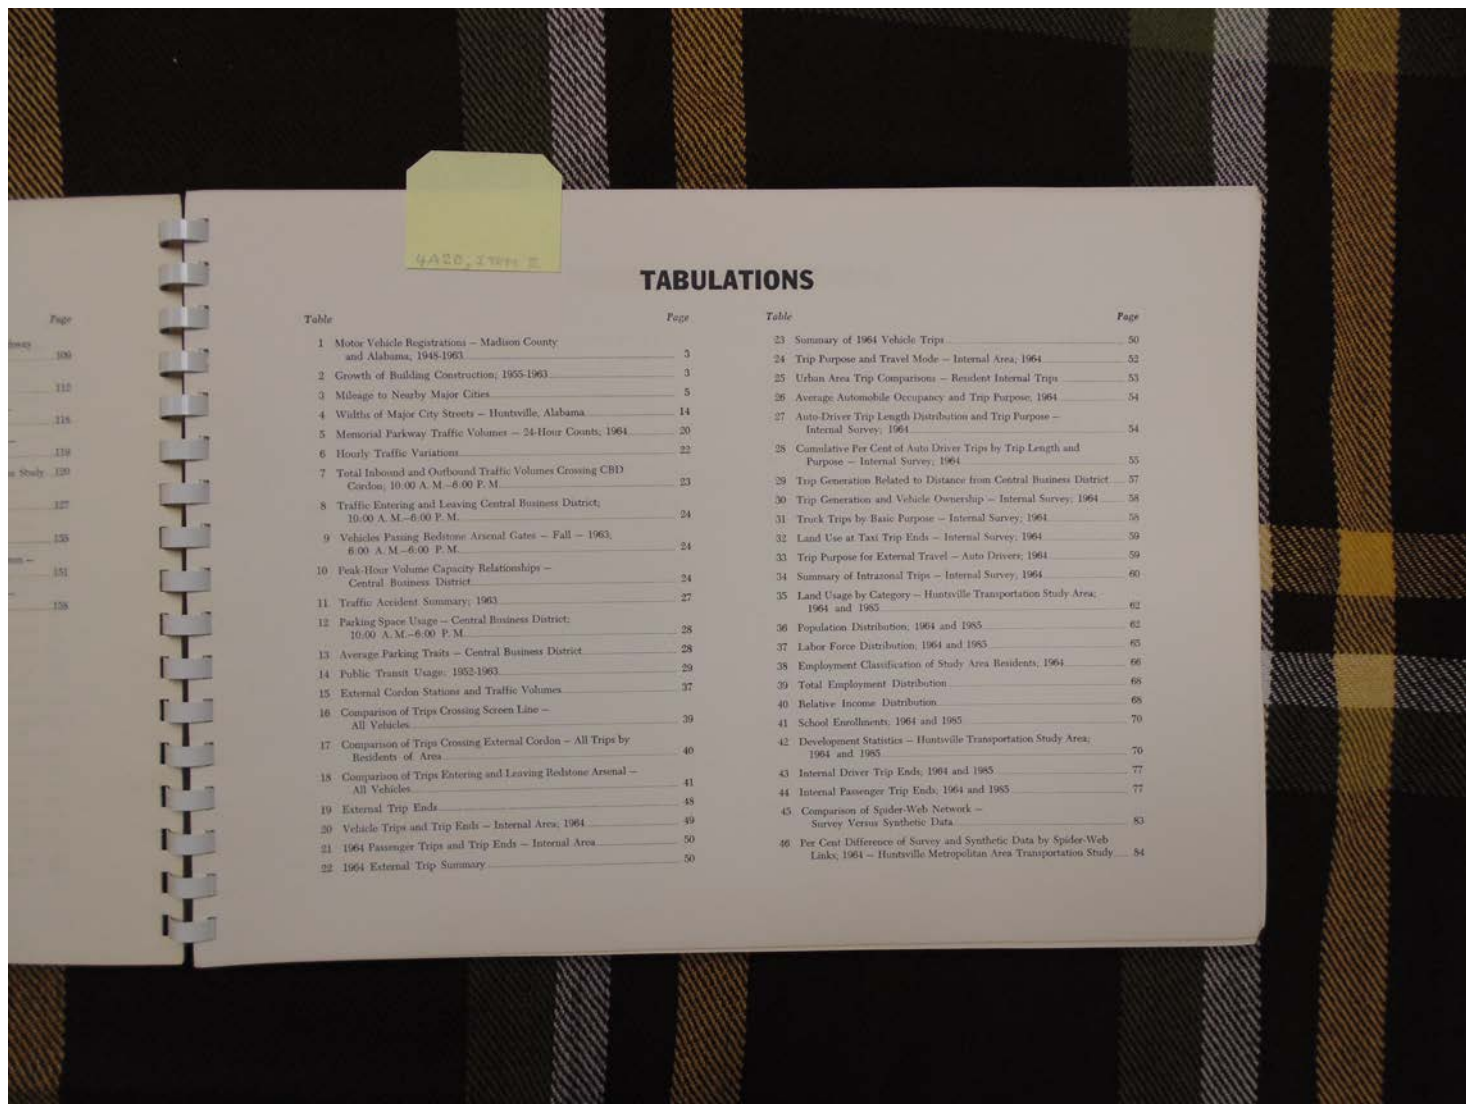 Page
106
112
118
119
Study 120
127
135
151
158
4A20, ITEM II
TABULATIONS
Table Page
1 Motor Vehicle Registrations – Madison County
and Alabama, 1948-1963 3
2 Growth of Building Construction; 1955-1963 3
3 Mileage to Nearby Major Cities 5
4 Widths of Major City Streets – Huntsville, Alabama 14
5 Memorial Parkway Traffic Volumes – 24-Hour Counts; 1964 20
6 Hourly Traffic Variations 22
7 Total Inbound and Outbound Traffic Volumes Crossing CBD
Cordon; 10:00 A. M.–6:00 P. M. 23
8 Traffic Entering and Leaving Central Business District;
10:00 A. M.–6:00 P. M. 24
9 Vehicles Passing Redstone Arsenal Gates – Fall – 1963;
6:00 A. M.–6:00 P. M. 24
10 Peak-Hour Volume Capacity Relationships –
Central Business District 24
11 Traffic Accident Summary; 1963 27
12 Parking Space Usage – Central Business District;
10:00 A. M.–6:00 P. M. 28
13 Average Parking Traits – Central Business District 28
14 Public Transit Usage; 1952-1963 29
15 External Cordon Stations and Traffic Volumes 37
16 Comparison of Trips Crossing Screen Line –
All Vehicles 39
17 Comparison of Trips Crossing External Cordon – All Trips by
Residents of Area 40
18 Comparison of Trips Entering and Leaving Redstone Arsenal –
All Vehicles 41
19 External Trip Ends 48
20 Vehicle Trips and Trip Ends – Internal Area; 1964 49
21 1964 Passenger Trips and Trip Ends – Internal Area 50
22 1964 External Trip Summary 50
Table Page
23 Summary of 1964 Vehicle Trips 50
24 Trip Purpose and Travel Mode – Internal Area; 1964 52
25 Urban Area Trip Comparisons – Resident Internal Trips 53
26 Average Automobile Occupancy and Trip Purpose; 1964 54
27 Auto-Driver Trip Length Distribution and Trip Purpose –
Internal Survey; 1964 54
28 Cumulative Per Cent of Auto Driver Trips by Trip Length and
Purpose – Internal Survey; 1964 55
29 Trip Generation Related to Distance from Central Business District 57
30 Trip Generation and Vehicle Ownership – Internal Survey; 1964 58
31 Truck Trips by Basic Purpose – Internal Survey; 1964 58
32 Land Use at Taxi Trip Ends – Internal Survey; 1964 59
33 Trip Purpose for External Travel – Auto Drivers; 1964 59
34 Summary of Intrazonal Trips – Internal Survey; 1964 60
35 Land Usage by Category – Huntsville Transportation Study Area;
1964 and 1985 62
36 Population Distribution; 1964 and 1985 62
37 Labor Force Distribution; 1964 and 1985 65
38 Employment Classification of Study Area Residents; 1964 66
39 Total Employment Distribution 68
40 Relative Income Distribution 68
41 School Enrollments; 1964 and 1985 70
42 Development Statistics – Huntsville Transportation Study Area;
1964 and 1985 70
43 Internal Driver Trip Ends; 1964 and 1985 77
44 Internal Passenger Trip Ends; 1964 and 1985 77
45 Comparison of Spider-Web Network –
Survey Versus Synthetic Data 83
46 Per Cent Difference of Survey and Synthetic Data by Spider-Web
Links; 1964 – Huntsville Metropolitan Area Transportation Study 84